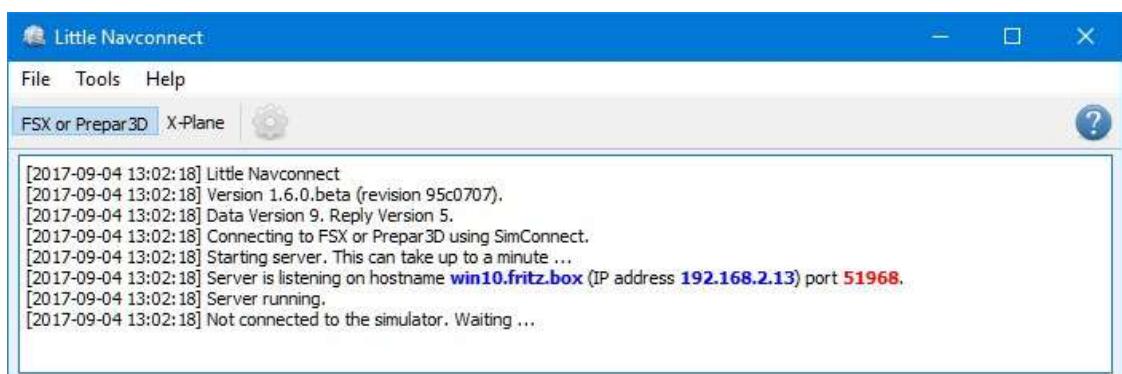 Little Navconnect
File Tools Help
FSX or Prepar3D X-Plane
[2017-09-04 13:02:18] Little Navconnect
[2017-09-04 13:02:18] Version 1.6.0.beta (revision 95c0707).
[2017-09-04 13:02:18] Data Version 9. Reply Version 5.
[2017-09-04 13:02:18] Connecting to FSX or Prepar3D using SimConnect.
[2017-09-04 13:02:18] Starting server. This can take up to a minute ...
[2017-09-04 13:02:18] Server is listening on hostname win10.fritz.box (IP address 192.168.2.13) port 51968.
[2017-09-04 13:02:18] Server running.
[2017-09-04 13:02:18] Not connected to the simulator. Waiting ...